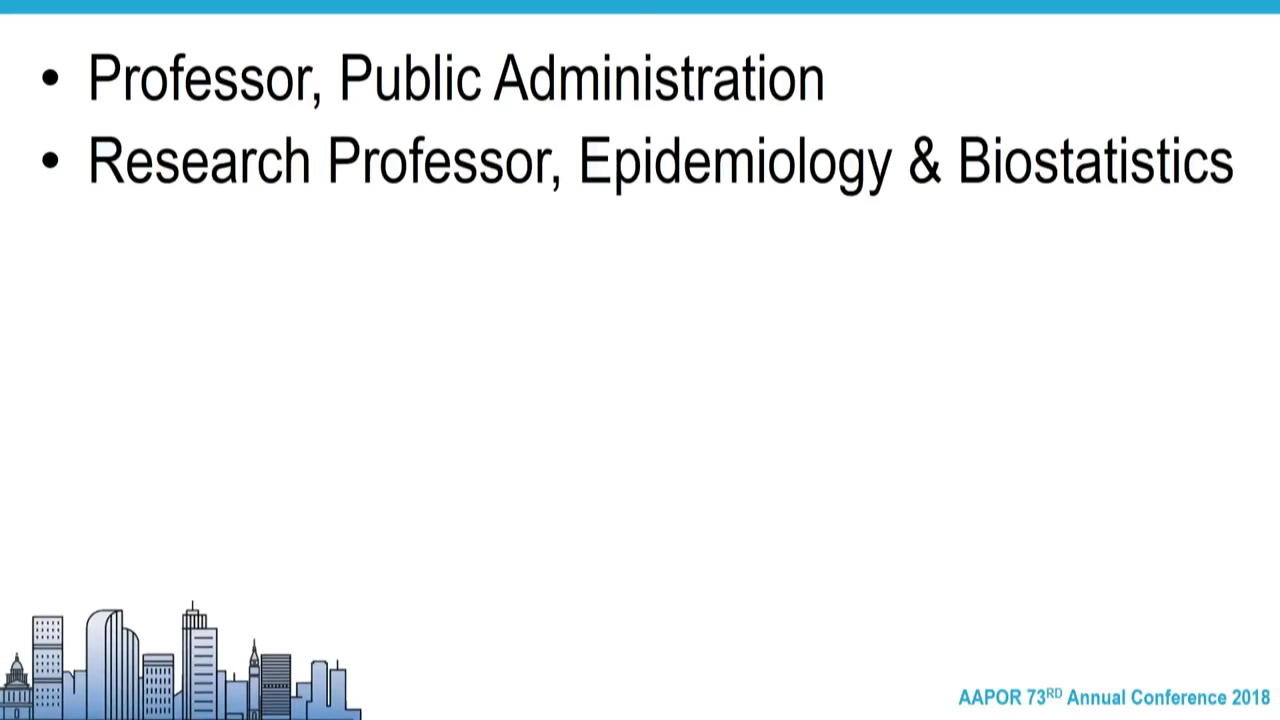 • Professor, Public Administration
• Research Professor, Epidemiology & Biostatistics
AAPOR 73RD Annual Conference 2018